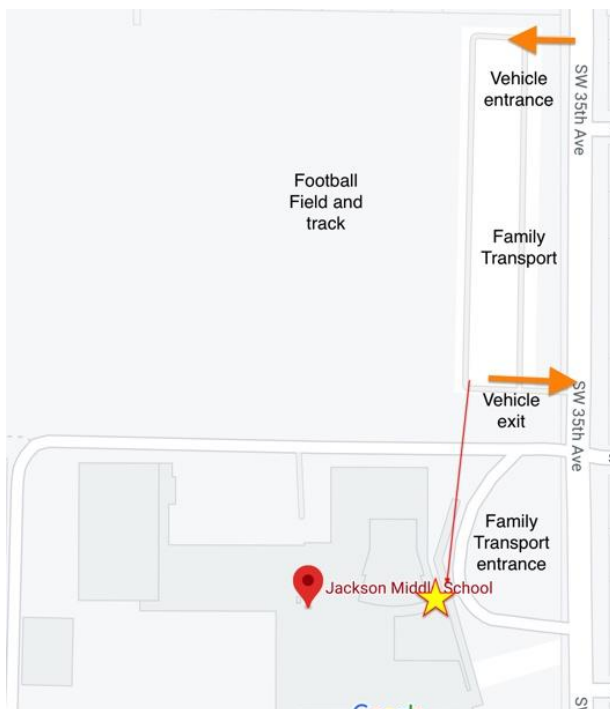 SW 35th Ave
Vehicle
entrance
Football
Field and
track
Family
Transport
SW 35th Ave
Vehicle
exit
Family
Transport
entrance
Jackson Middl School
SW